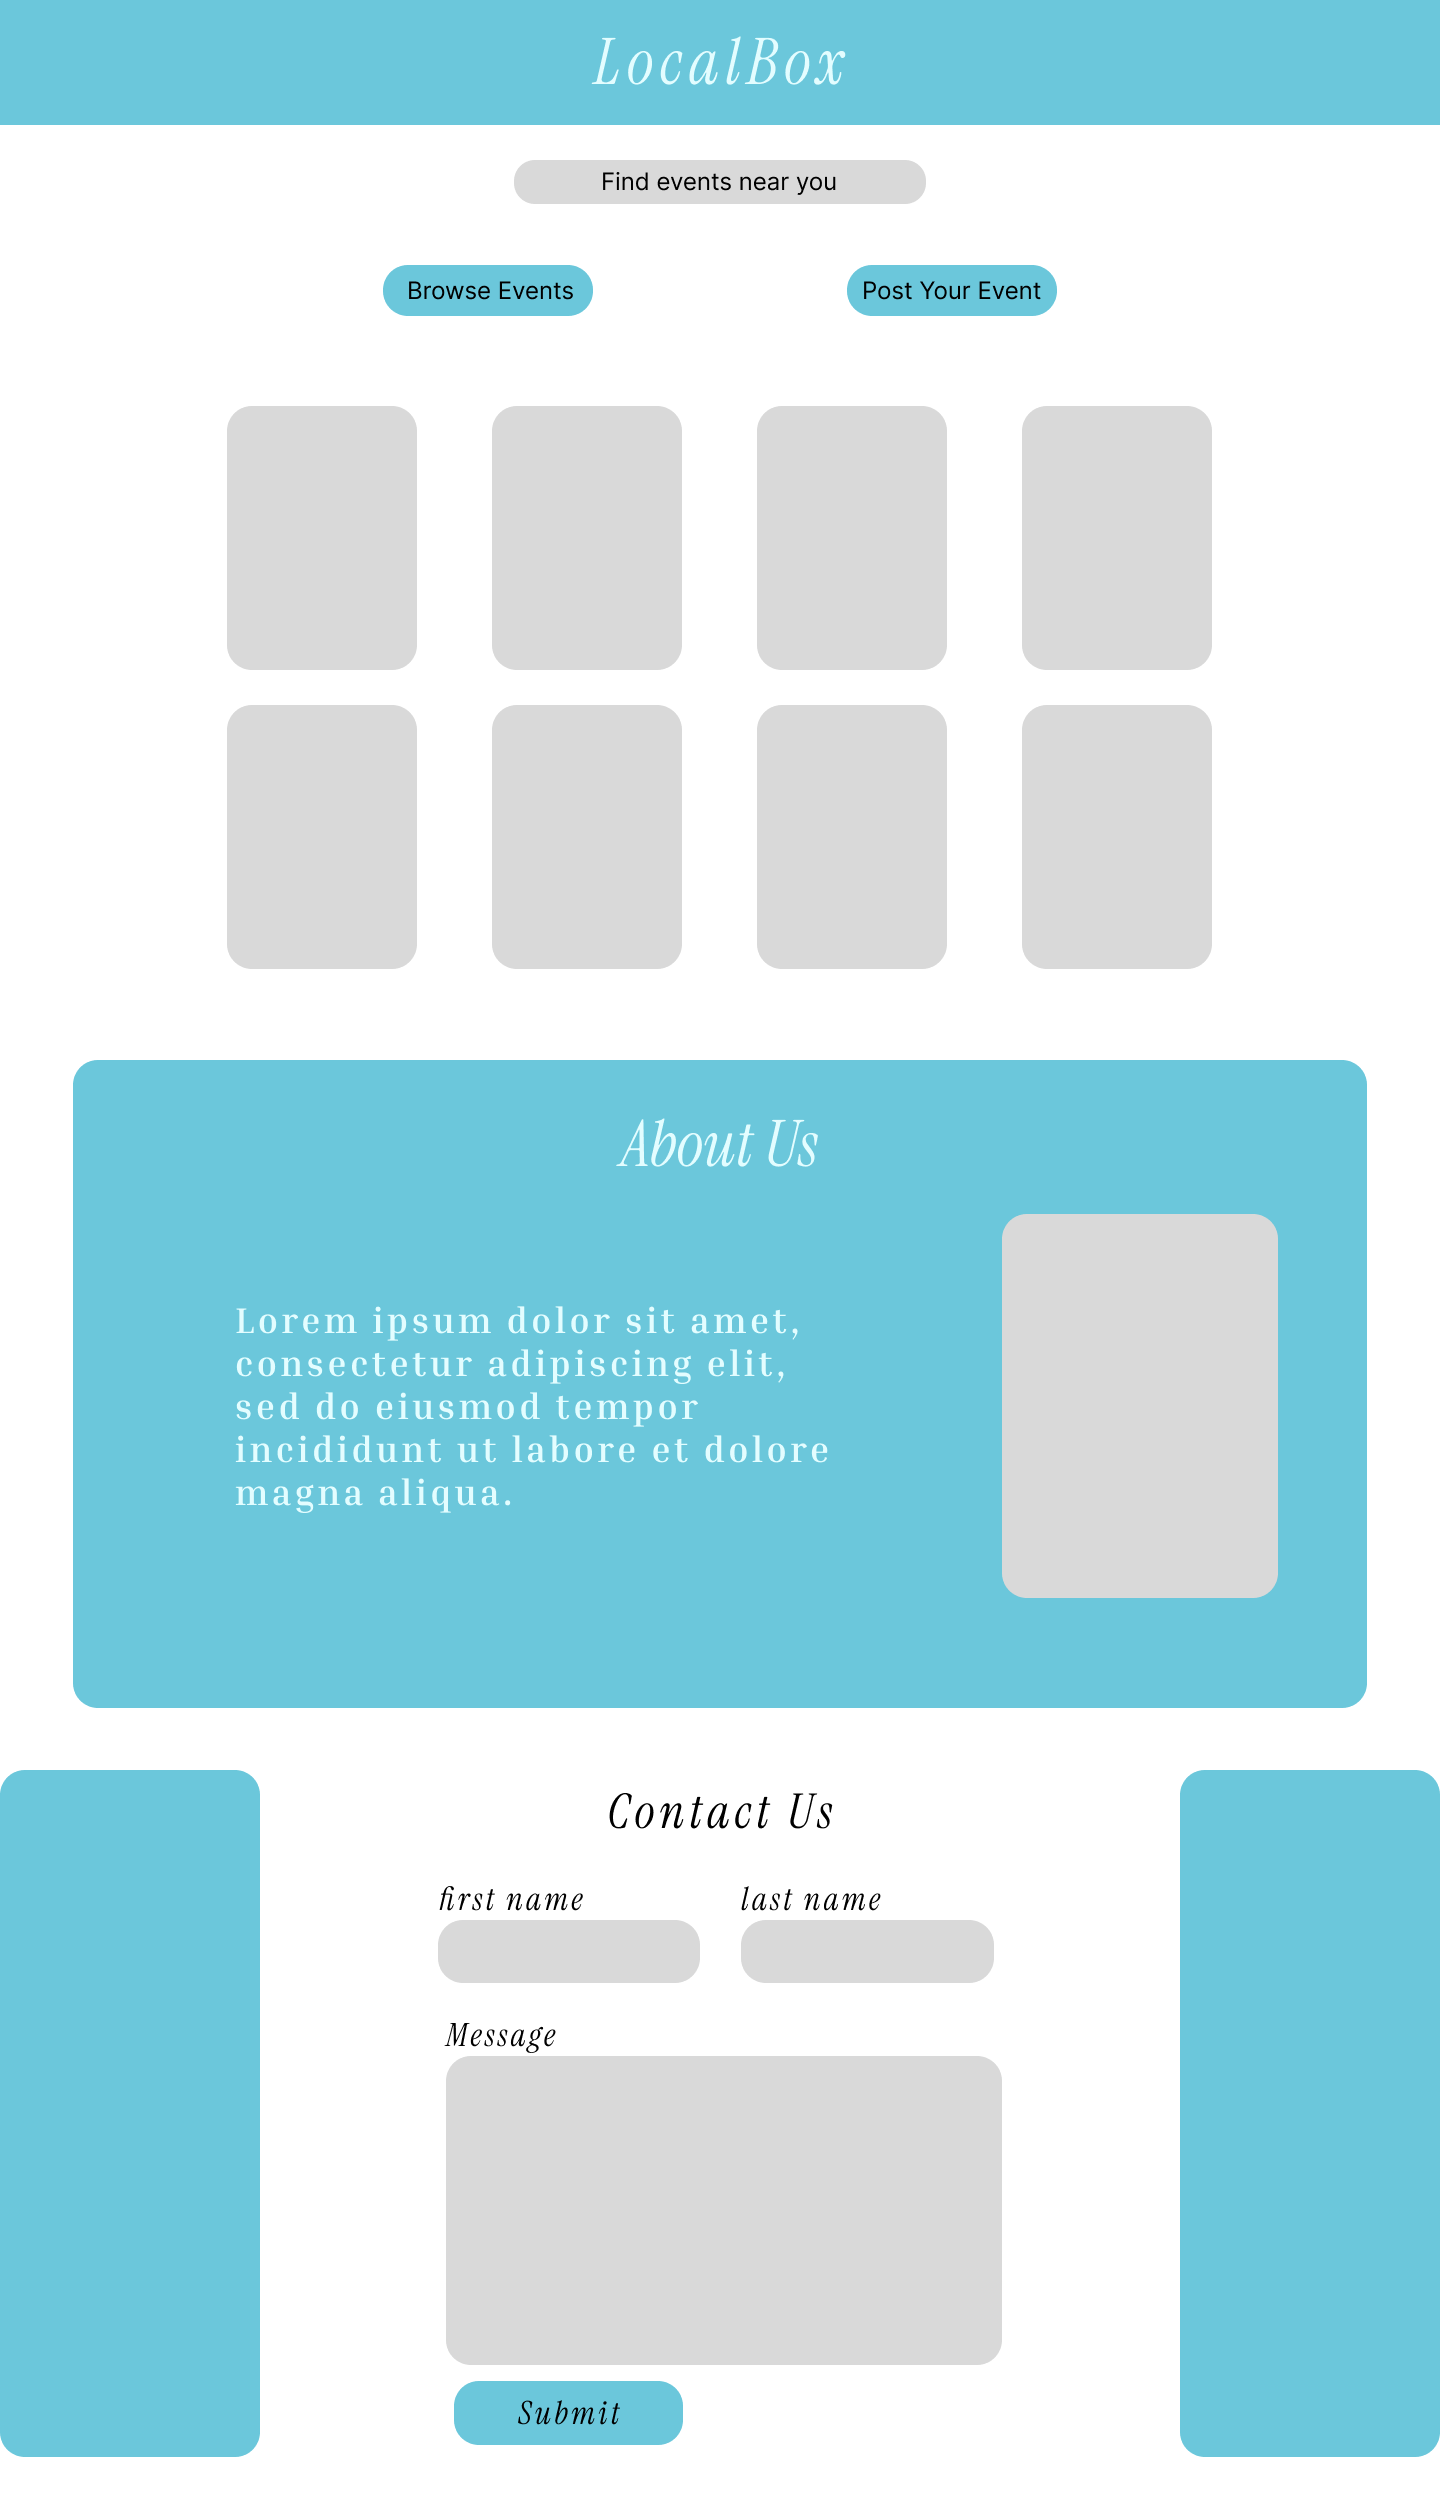 LocalBox
Find events near you
Browse Events
Post Your Event
About Us
Lorem ipsum dolor sit amet,
consectetur adipiscing elit,
sed do eiusmod tempor
incididunt ut labore et dolore
magna aliqua.
Contact Us
first name
last name
Message
Submit